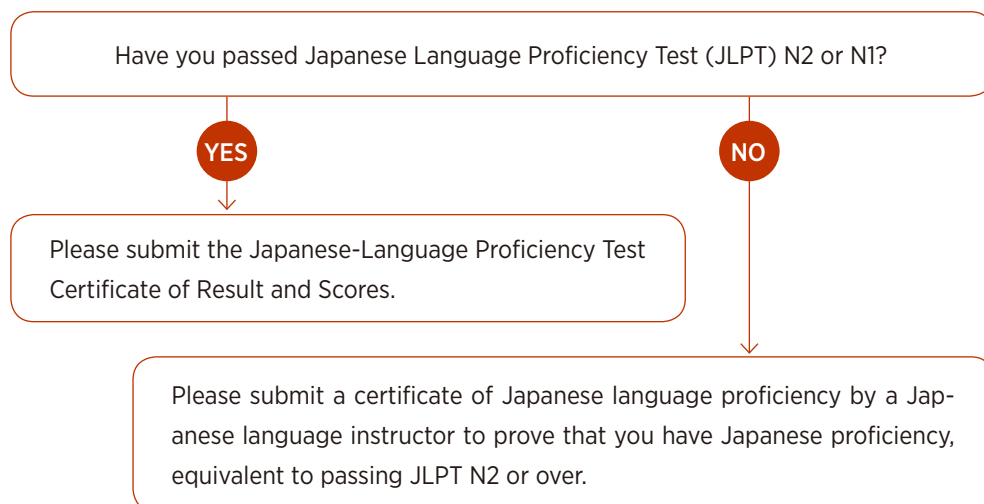 Have you passed Japanese Language Proficiency Test (JLPT) N2 or N1?
YES
NO
Please submit the Japanese-Language Proficiency Test
Certificate of Result and Scores.
Please submit a certificate of Japanese language proficiency by a Jap-
anese language instructor to prove that you have Japanese proficiency,
equivalent to passing JLPT N2 or over.